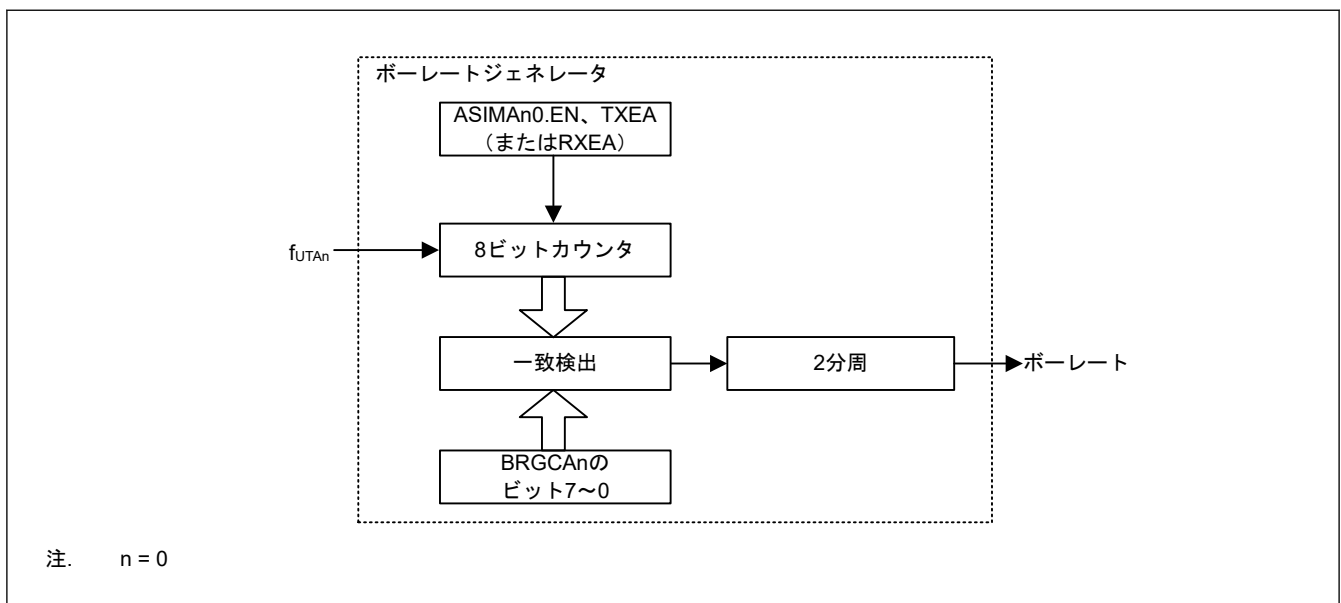 ボーレートジェネレータ
ASIMAn0.EN、TXEA
（またはRXEA）
fUTAn
8ビットカウンタ
一致検出
2分周
ボーレート
BRGCAnの
ビット7～0
注. n = 0